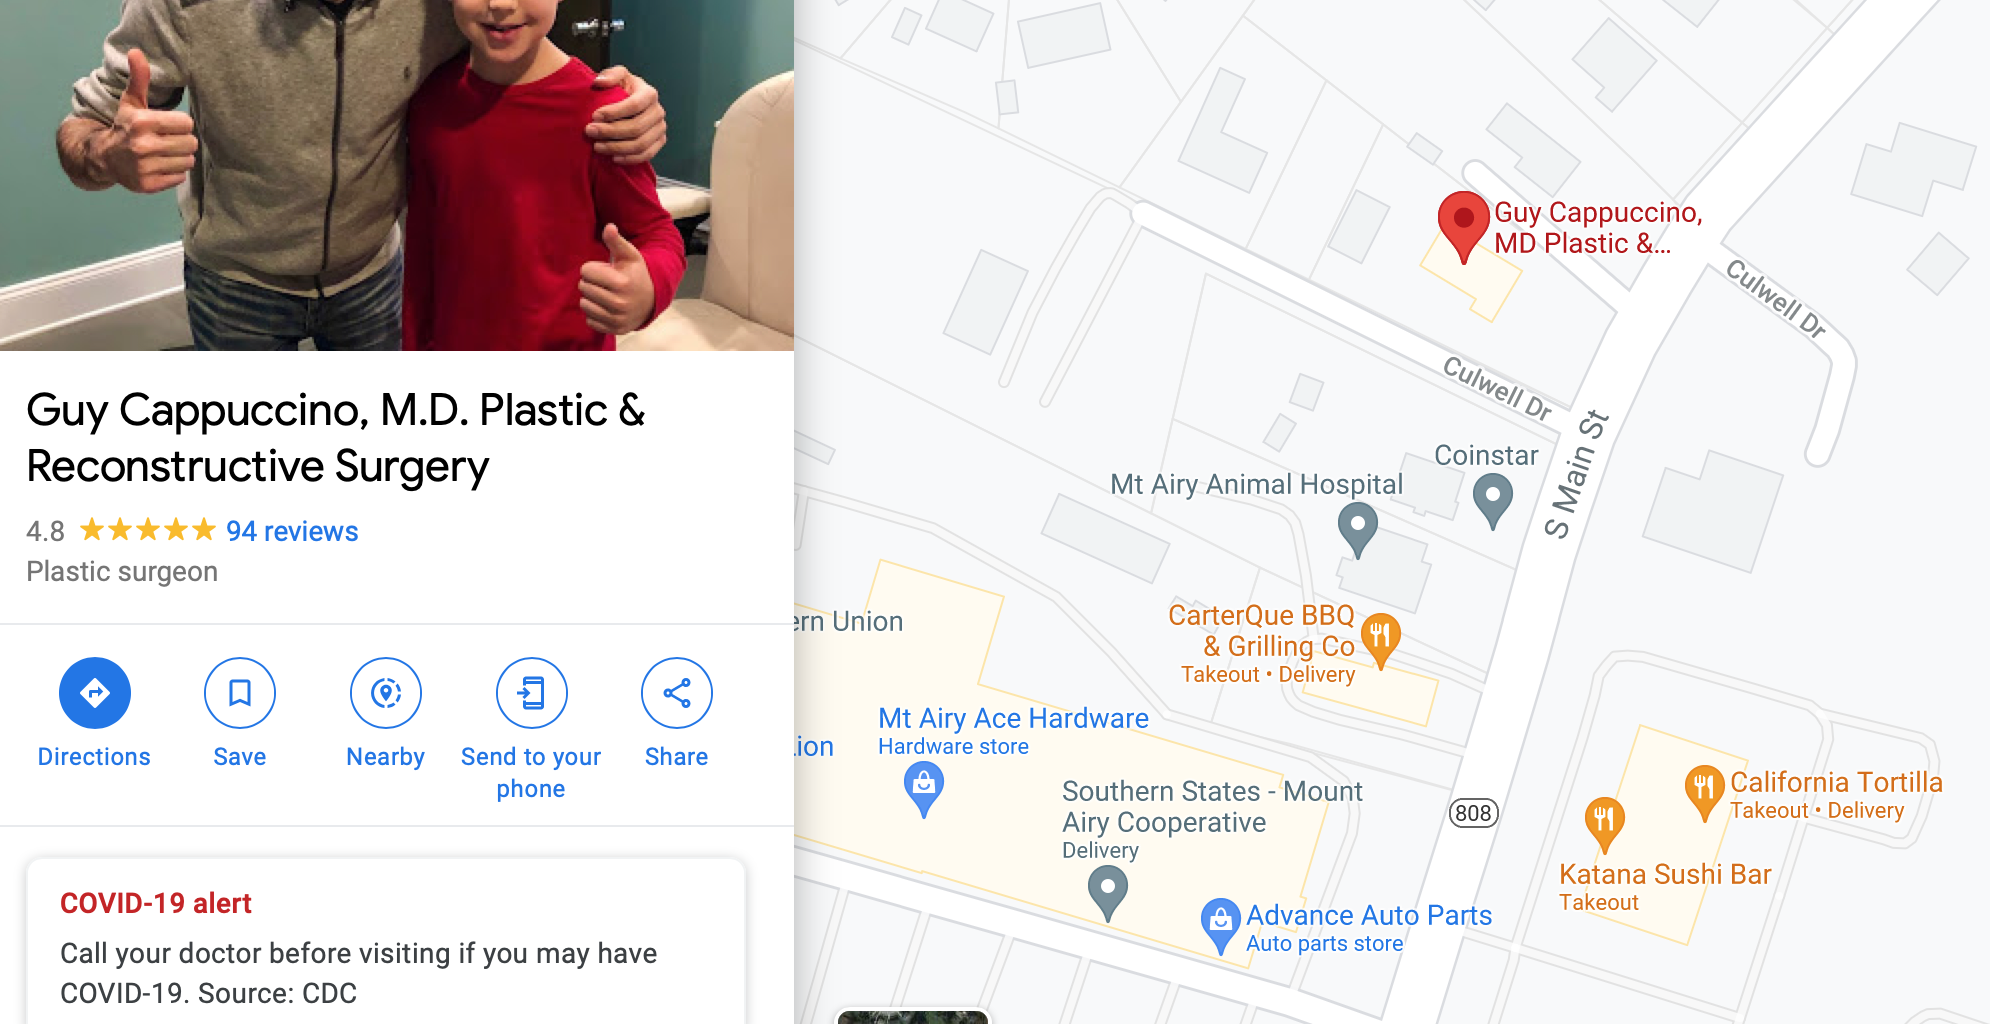 Guy Cappuccino, M.D. Plastic &
Reconstructive Surgery
4.8
94 reviews
Plastic surgeon
Directions
Save
Nearby
Send to your
phone
Share
COVID-19 alert
Call your doctor before visiting if you may have
COVID-19. Source: CDC
Guy Cappuccino,
MD Plastic &...
Culwell Dr
Culwell Dr
S Main St
Coinstar
Mt Airy Animal Hospital
CarterQue BBQ
& Grilling Co
Takeout • Delivery
ern Union
Mt Airy Ace Hardware
Hardware store
Lion
Southern States - Mount
Airy Cooperative
Delivery
808
California Tortilla
Takeout • Delivery
Katana Sushi Bar
Takeout
Advance Auto Parts
Auto parts store